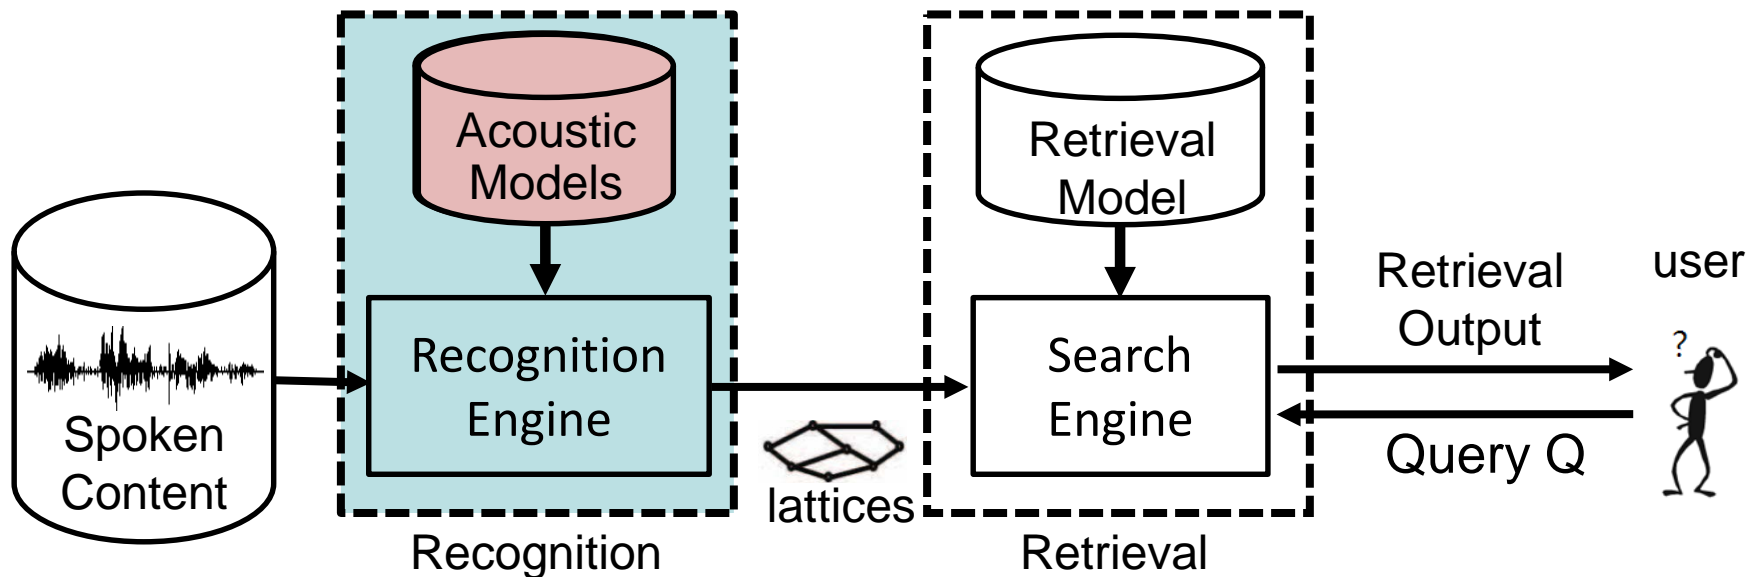 Acoustic
Models
Retrieval
Model
Spoken
Content
Recognition
Engine
lattices
Search
Engine
Retrieval
Output
Query Q
user
?
Recognition
Retrieval